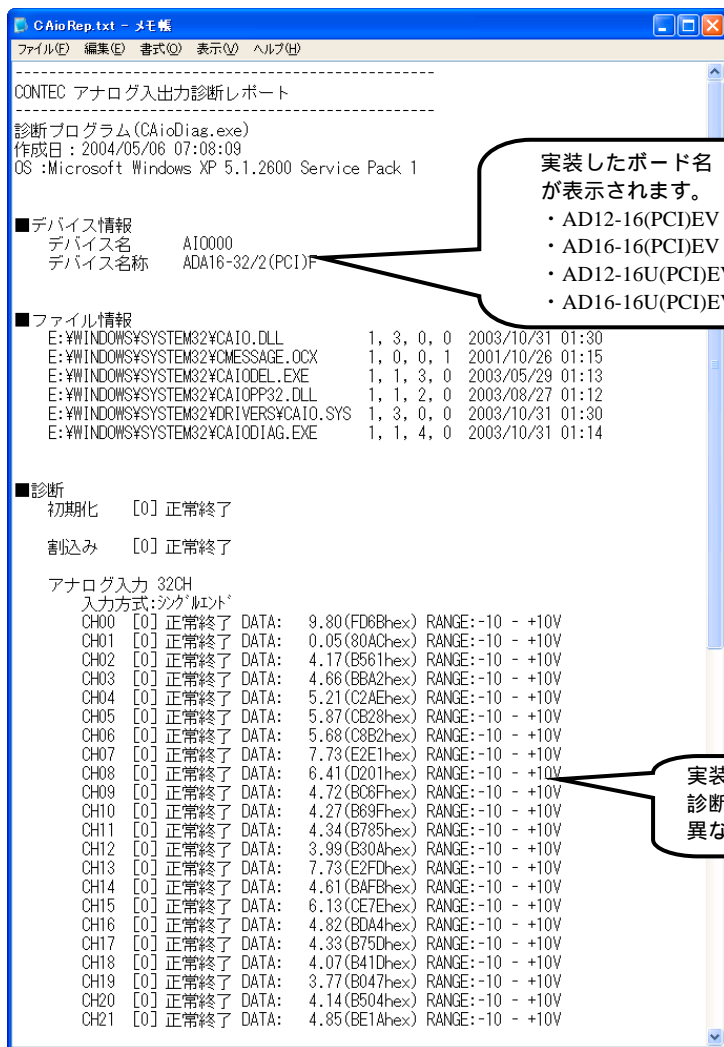 CAioRep.txt - メモ帳
ファイル(F) 編集(E) 書式(O) 表示(V) ヘルプ(H)
--------------------------------------------------
CONTEC アナログ入出力診断レポート
--------------------------------------------------
診断プログラム(CAioDiag.exe)
作成日:2004/05/06 07:08:09
OS :Microsoft Windows XP 5.1.2600 Service Pack 1
実装したボード名
が表示されます。
・AD12-16(PCI)EV
・AD16-16(PCI)EV
・AD12-16U(PCI)EV
・AD16-16U(PCI)EV
■デバイス情報
デバイス名 AIO000
デバイス名称 ADA16-32/2(PCI)F
■ファイル情報
E:¥WINDOWS¥SYSTEM32¥CAIO.DLL 1, 3, 0, 0 2003/10/31 01:30
E:¥WINDOWS¥SYSTEM32¥CMESSAGE.OCX 1, 0, 0, 1 2001/10/26 01:15
E:¥WINDOWS¥SYSTEM32¥CAIODEL.EXE 1, 1, 3, 0 2003/05/29 01:13
E:¥WINDOWS¥SYSTEM32¥CAIOPP32.DLL 1, 1, 2, 0 2003/08/27 01:12
E:¥WINDOWS¥SYSTEM32¥DRIVERS¥CAIO.SYS 1, 3, 0, 0 2003/10/31 01:30
E:¥WINDOWS¥SYSTEM32¥CAIODIAG.EXE 1, 1, 4, 0 2003/10/31 01:14
■診断
初期化 [0] 正常終了
割込み [0] 正常終了
アナログ入力 32CH
入力方式:シングルエンド
CH00 [0] 正常終了 DATA: 9.80(FD6Bhex) RANGE:-10 - +10V
CH01 [0] 正常終了 DATA: 0.05(80AChex) RANGE:-10 - +10V
CH02 [0] 正常終了 DATA: 4.17(B561hex) RANGE:-10 - +10V
CH03 [0] 正常終了 DATA: 4.66(BBA2hex) RANGE:-10 - +10V
CH04 [0] 正常終了 DATA: 5.21(C2AEhex) RANGE:-10 - +10V
CH05 [0] 正常終了 DATA: 5.87(CB28hex) RANGE:-10 - +10V
CH06 [0] 正常終了 DATA: 5.68(C8B2hex) RANGE:-10 - +10V
CH07 [0] 正常終了 DATA: 7.73(E2E1hex) RANGE:-10 - +10V
CH08 [0] 正常終了 DATA: 6.41(D201hex) RANGE:-10 - +10V
CH09 [0] 正常終了 DATA: 4.72(BC6Fhex) RANGE:-10 - +10V
CH10 [0] 正常終了 DATA: 4.27(B69Fhex) RANGE:-10 - +10V
CH11 [0] 正常終了 DATA: 4.34(B785hex) RANGE:-10 - +10V
CH12 [0] 正常終了 DATA: 3.99(B30Ahex) RANGE:-10 - +10V
CH13 [0] 正常終了 DATA: 7.73(E2FDhex) RANGE:-10 - +10V
CH14 [0] 正常終了 DATA: 4.61(BAFBhex) RANGE:-10 - +10V
CH15 [0] 正常終了 DATA: 6.13(CE7Ehex) RANGE:-10 - +10V
CH16 [0] 正常終了 DATA: 4.82(BDA4hex) RANGE:-10 - +10V
CH17 [0] 正常終了 DATA: 4.33(B75Dhex) RANGE:-10 - +10V
CH18 [0] 正常終了 DATA: 4.07(B41Dhex) RANGE:-10 - +10V
CH19 [0] 正常終了 DATA: 3.77(B047hex) RANGE:-10 - +10V
CH20 [0] 正常終了 DATA: 4.14(B504hex) RANGE:-10 - +10V
CH21 [0] 正常終了 DATA: 4.85(BE1Ahex) RANGE:-10 - +10V
実装
診断
異な